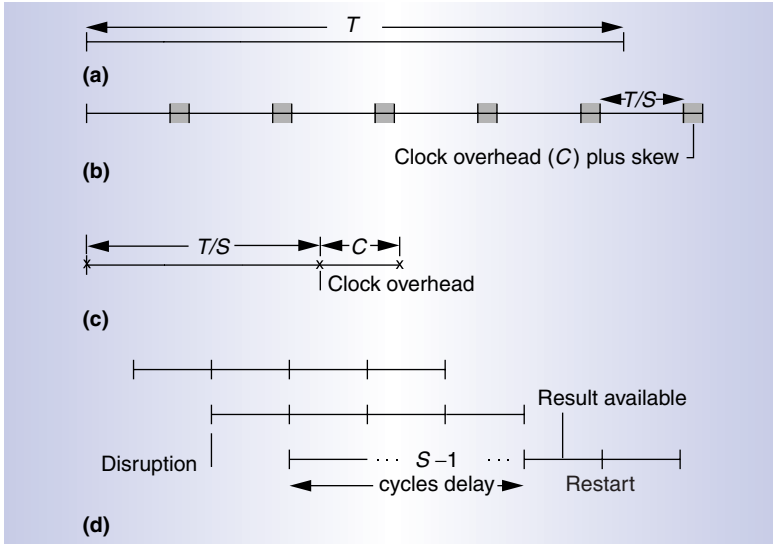 T
(a)
T/S
Clock overhead (C) plus skew
(b)
T/S
C
Clock overhead
(c)
Result available
Disruption
··· S–1 ···
cycles delay
Restart
(d)